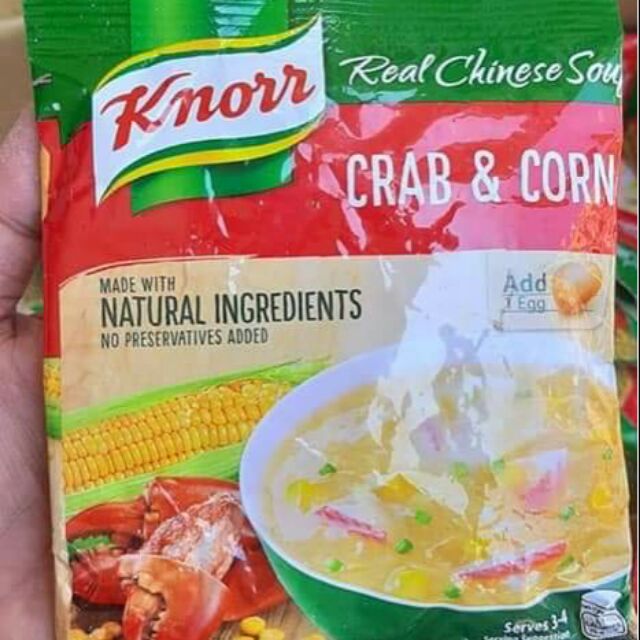 Knorr
Real Chinese Sou
CRAB & CORN
MADE WITH
NATURAL INGREDIENTS
NO PRESERVATIVES ADDED
Add
1 Egg
Serves 3-4